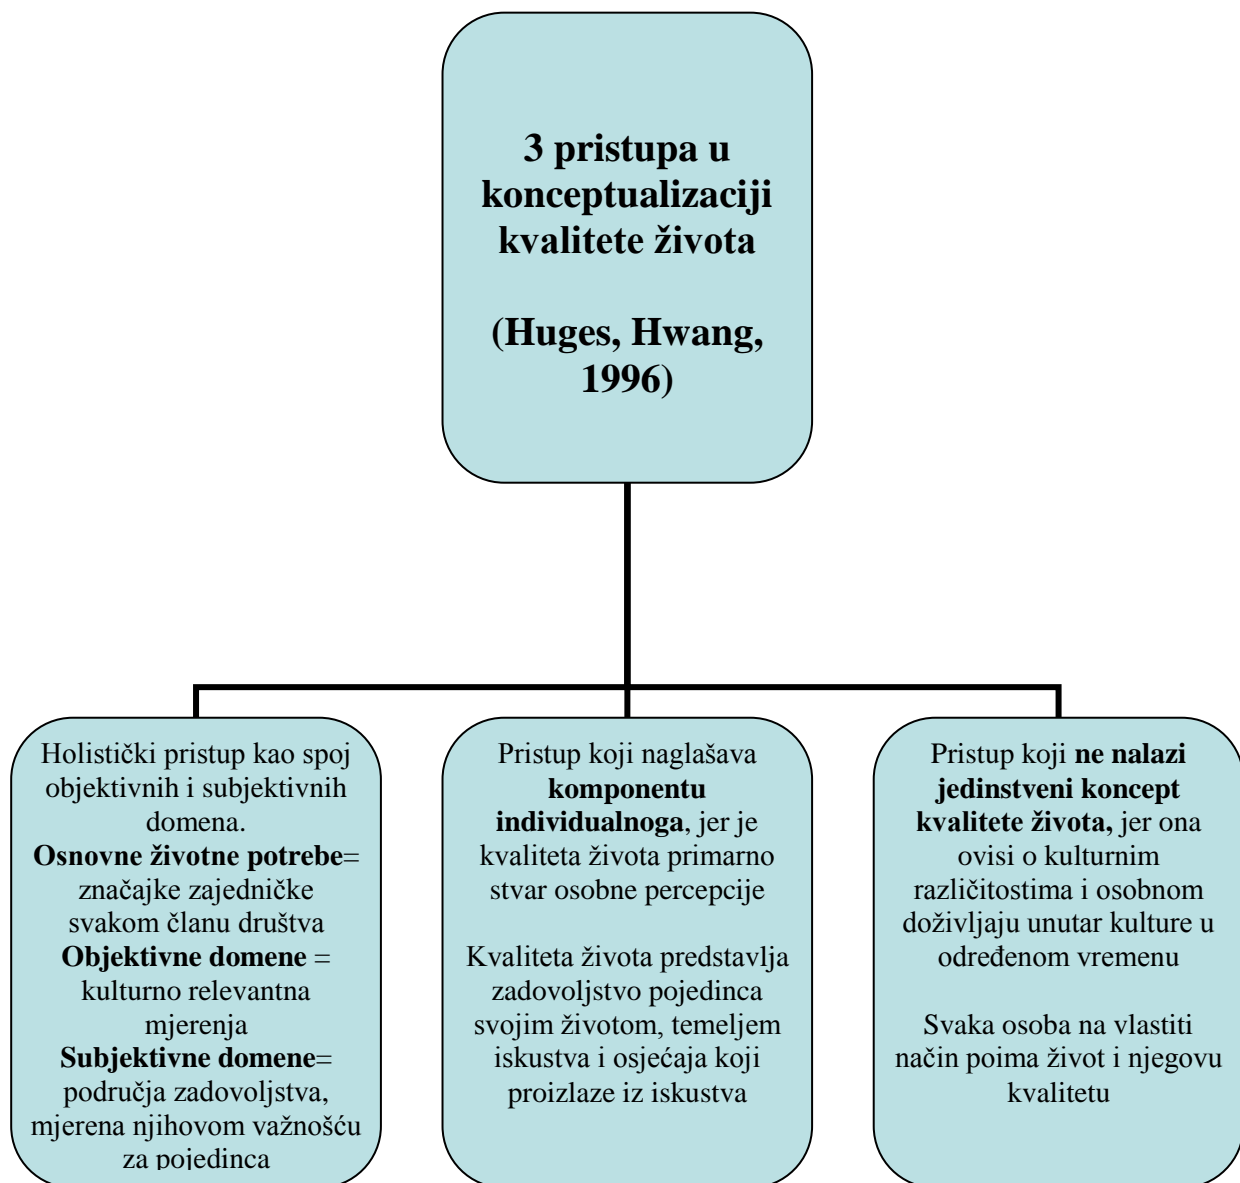 3 pristupa u
konceptualizaciji
kvalitete života
(Huges, Hwang,
1996)
Holistički pristup kao spoj
objektivnih i subjektivnih
domena.
Osnovne životne potrebe=
značajke zajedničke
svakom članu društva
Objektivne domene =
kulturno relevantna
mjerenja
Subjektivne domene=
područja zadovoljstva,
mjerena njihovom važnošću
za pojedinca
Pristup koji naglašava
komponentu
individualnoga, jer je
kvaliteta života primarno
stvar osobne percepcije
Kvaliteta života predstavlja
zadovoljstvo pojedinca
svojim životom, temeljem
iskustva i osjećaja koji
proizlaze iz iskustva
Pristup koji ne nalazi
jedinstveni koncept
kvalitete života, jer ona
ovisi o kulturnim
različitostima i osobnom
doživljaju unutar kulture u
određenom vremenu
Svaka osoba na vlastiti
način poima život i njegovu
kvalitetu